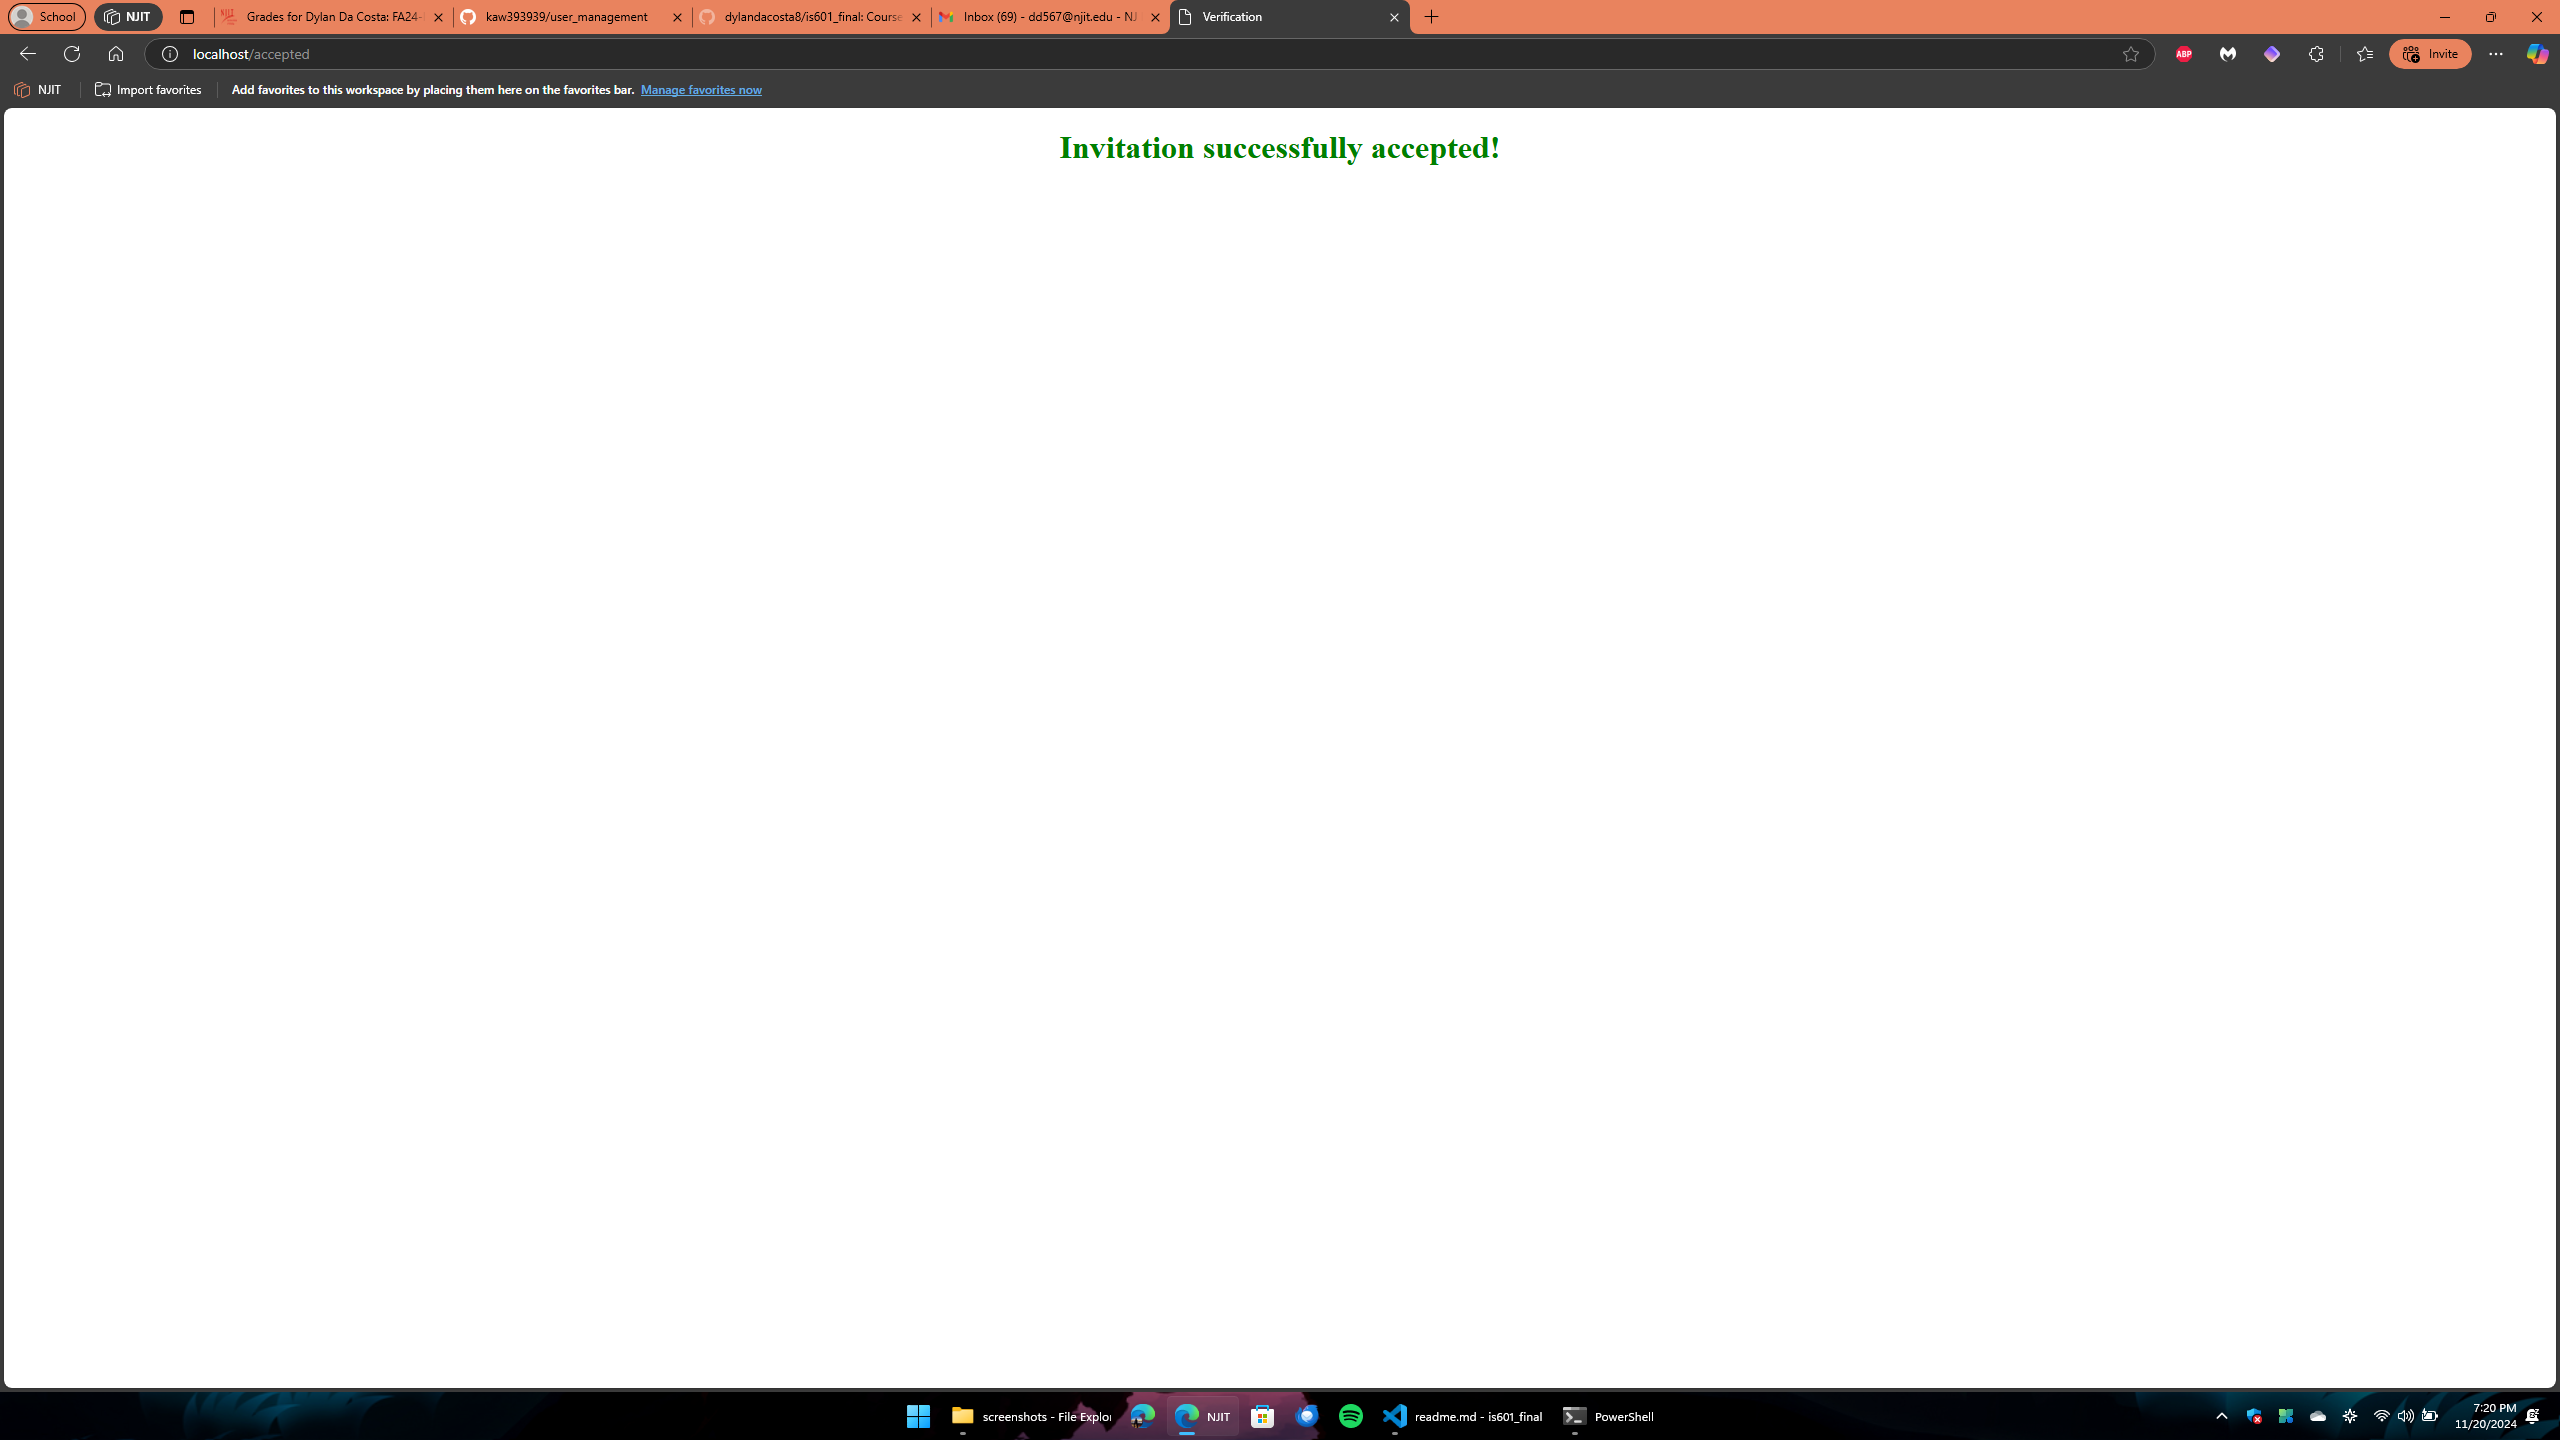 School
NJIT
Grades for Dylan Da Costa: FA24-
kaw393939/user_management
dylandacosta8/is601_final: Course
Inbox (69) - dd567@njit.edu - NJ
Verification
localhost/accepted
ABP
Invite
NJIT
Import favorites
Add favorites to this workspace by placing them here on the favorites bar. Manage favorites now
Invitation successfully accepted!
screenshots - File Explor
NJIT
readme.md - is601_final
PowerShell
7:20 PM
11/20/2024